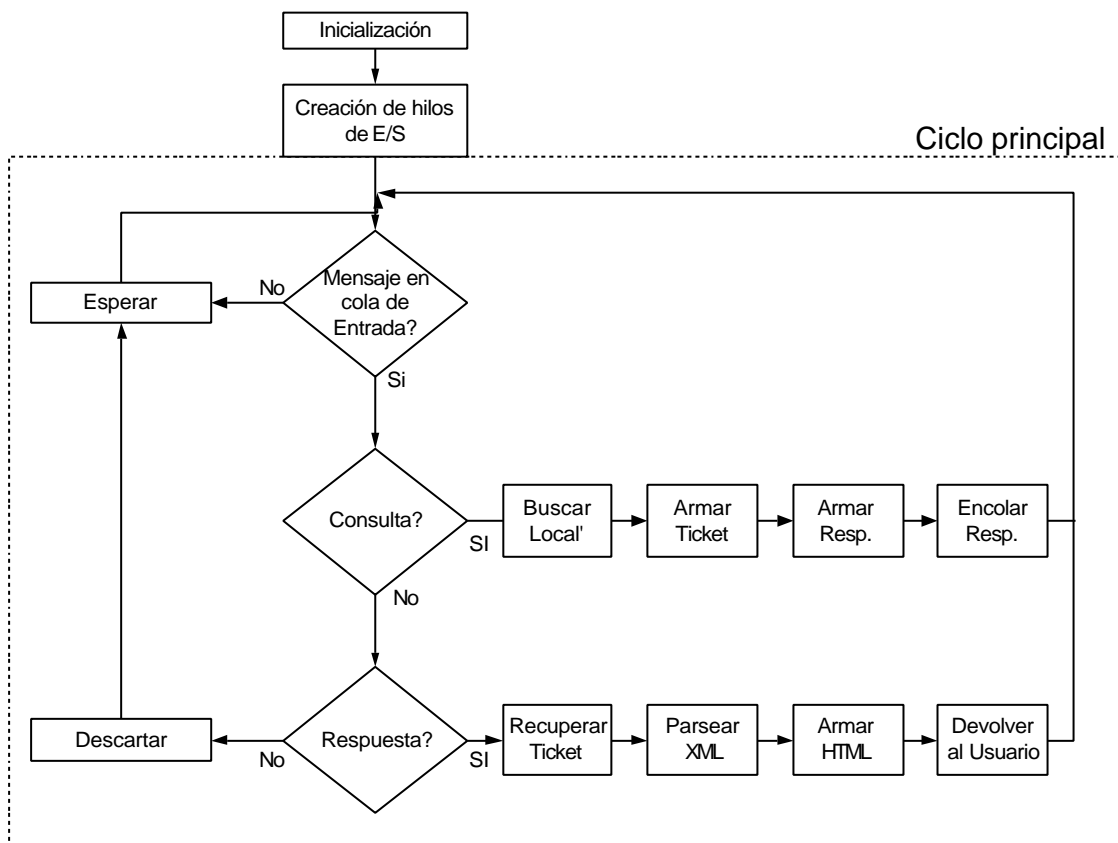 Inicialización
Creación de hilos
de E/S
Ciclo principal
Mensaje en
cola de
Entrada?
No
Esperar
Si
Consulta?
SI
Buscar
Local'
Armar
Ticket
Armar
Resp.
Encolar
Resp.
No
Respuesta?
No
Descartar
SI
Recuperar
Ticket
Parsear
XML
Armar
HTML
Devolver
al Usuario